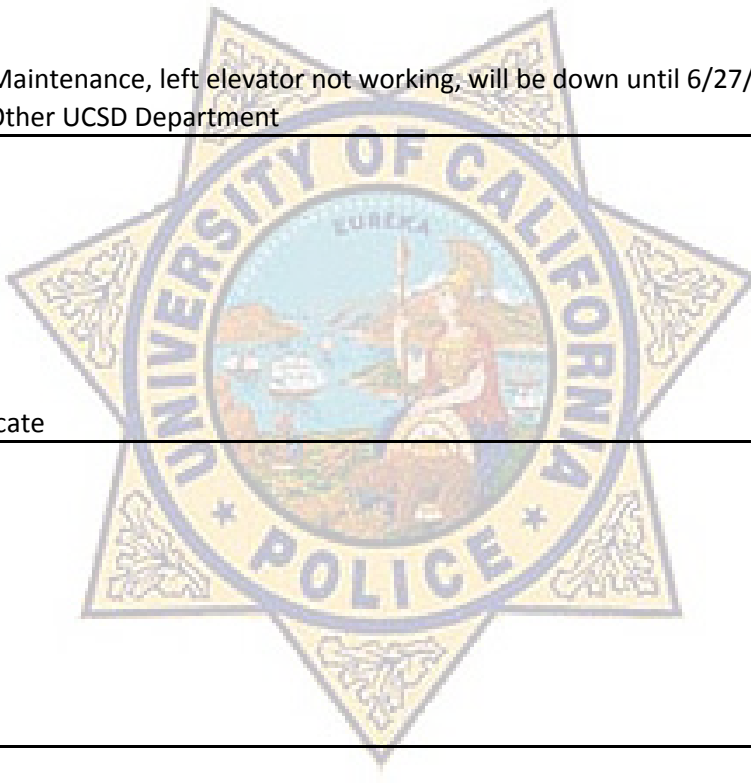 Maintenance, left elevator not working, will be down until 6/27/
Other UCSD Department
UNIVERSITY OF CALIFORNIA
EUREKA
cate
* POLICE *